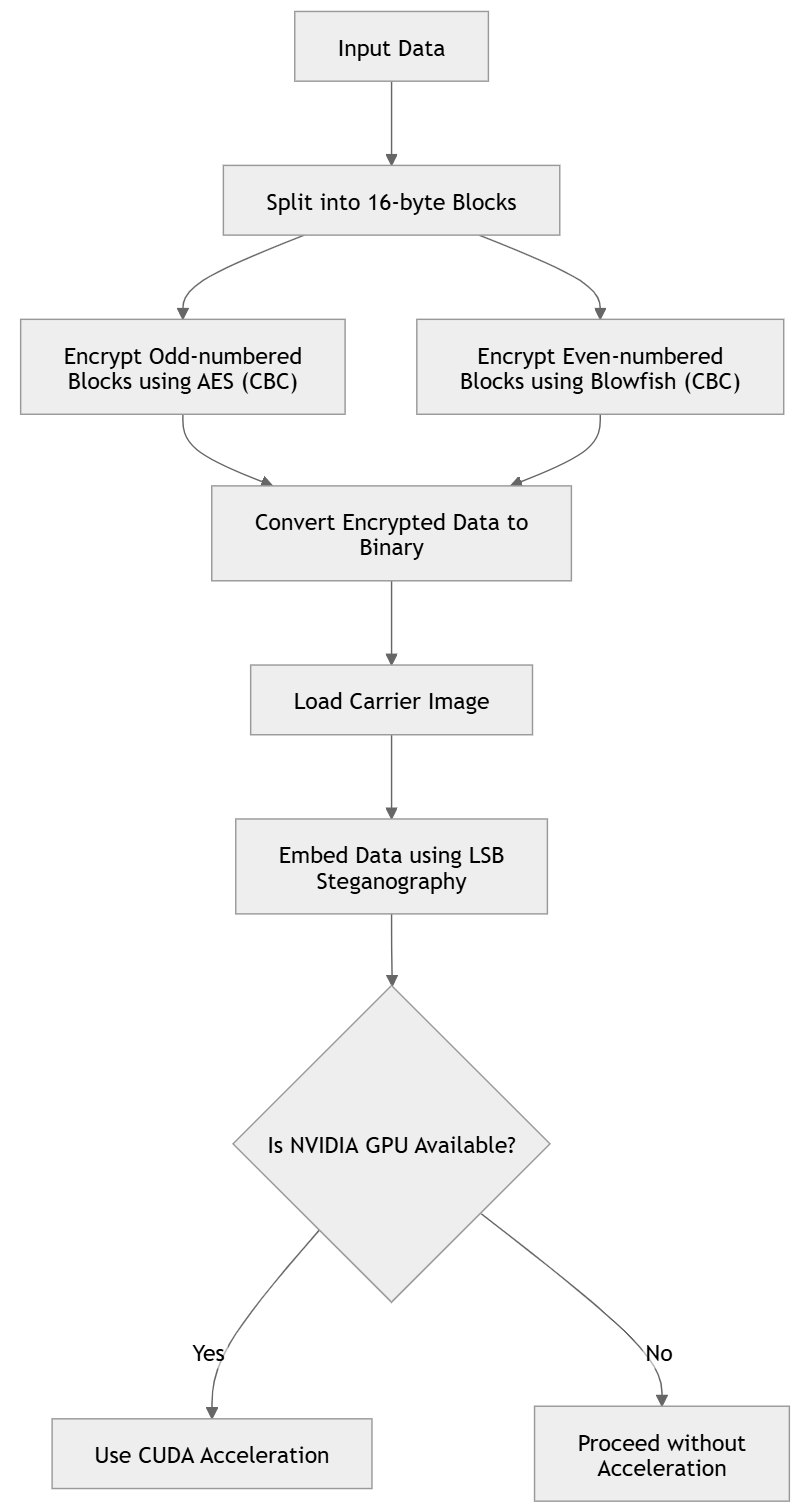 Input Data
Split into 16-byte Blocks
Encrypt Odd-numbered
Blocks using AES (CBC)
Encrypt Even-numbered
Blocks using Blowfish (CBC)
Convert Encrypted Data to
Binary
Load Carrier Image
Embed Data using LSB
Steganography
Is NVIDIA GPU Available?
Yes
No
Use CUDA Acceleration
Proceed without
Acceleration